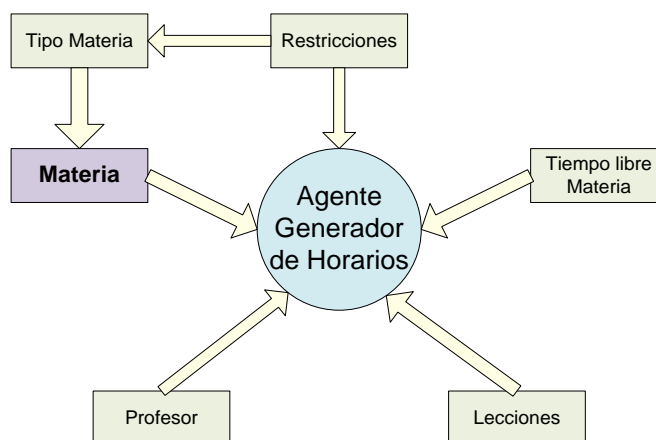 Tipo Materia
Restricciones
Materia
Tiempo libre
Materia
Agente
Generador
de Horarios
Profesor
Lecciones